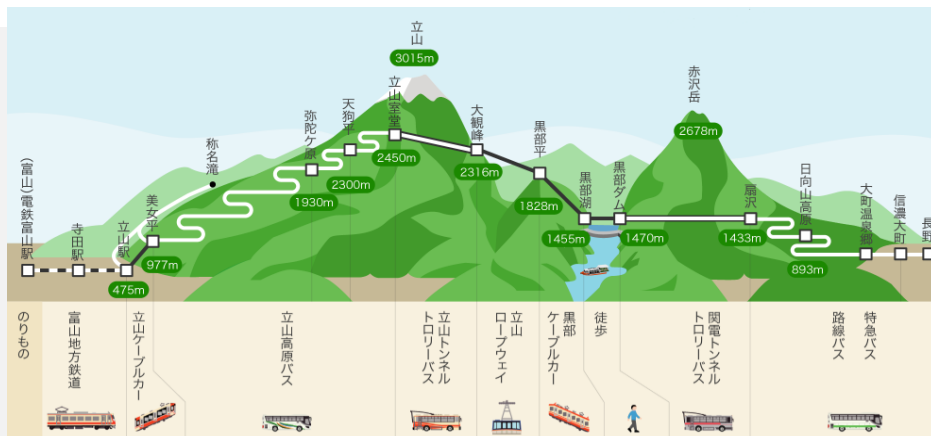 立山
3015m
赤沢岳
2678m
(富山)電鉄富山駅
寺田駅
立山駅
475m
美女平
977m
称名滝
弥陀ケ原
1930m
天狗平
2300m
立山室堂
2450m
大観峰
2316m
黒部平
1828m
黒部湖
1455m
黒部ダム
1470m
扇沢
1433m
日向山高原
893m
大町温泉郷
信濃大町
長野
のりもの
富山地方鉄道
立山ケーブルカー
立山高原バス
立山トンネル
トロリーバス
立山
ロープウェイ
黒部
ケーブルカー
徒歩
関電トンネル
トロリーバス
特急バス
路線バス